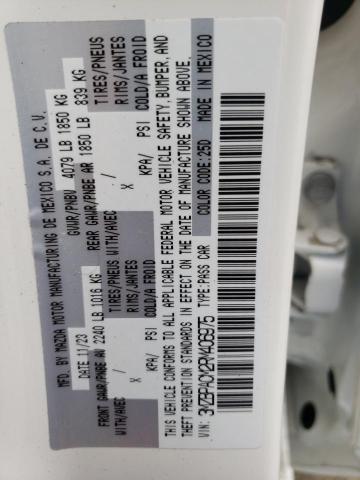 MFD. BY MAZDA MOTOR MANUFACTURING DE MEXICO S.A. DE C.V.
DATE: 11/23 GVWR/PNBV 4079 LB 1850 KG
FRONT GAWR/PNBE AV 2240 LB 1016 KG REAR GAWR/PNBE AR 1850 LB 839 KG
WITH/AVEC TIRES/PNEUS WITH/AVEC TIRES/PNEUS
/ X RIMS/JANTES / X RIMS/JANTES
KPA/ PSI COLD/A FROID KPA/ PSI COLD/A FROID
THIS VEHICLE CONFORMS TO ALL APPLICABLE FEDERAL MOTOR VEHICLE SAFETY, BUMPER, AND
THEFT PREVENTION STANDARDS IN EFFECT ON THE DATE OF MANUFACTURE SHOWN ABOVE.
COLOR CODE:25D MADE IN MEXICO
VIN: TYPE:PASS CAR